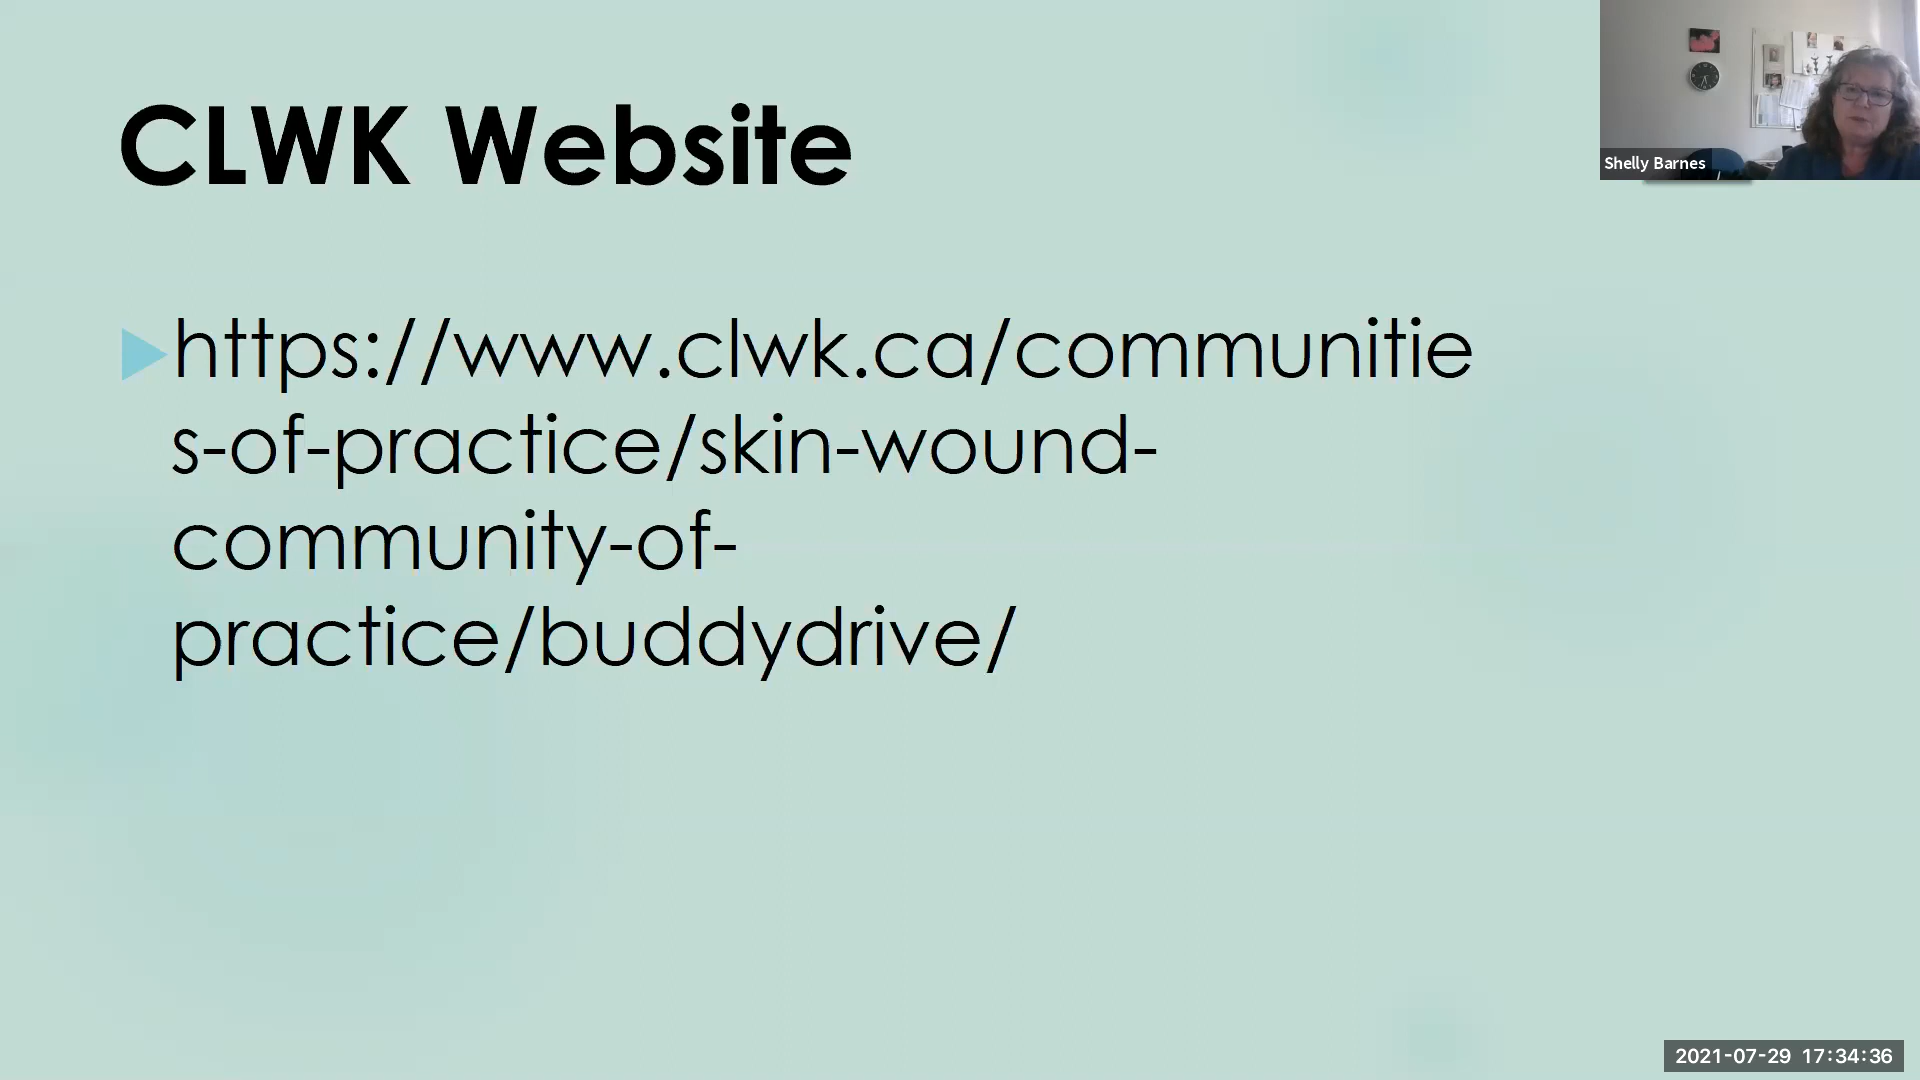 CLWK Website
https://www.clwk.ca/communitie
s-of-practice/skin-wound-
community-of-
practice/buddydrive/
Shelly Barnes
2021-07-29 17:34:36